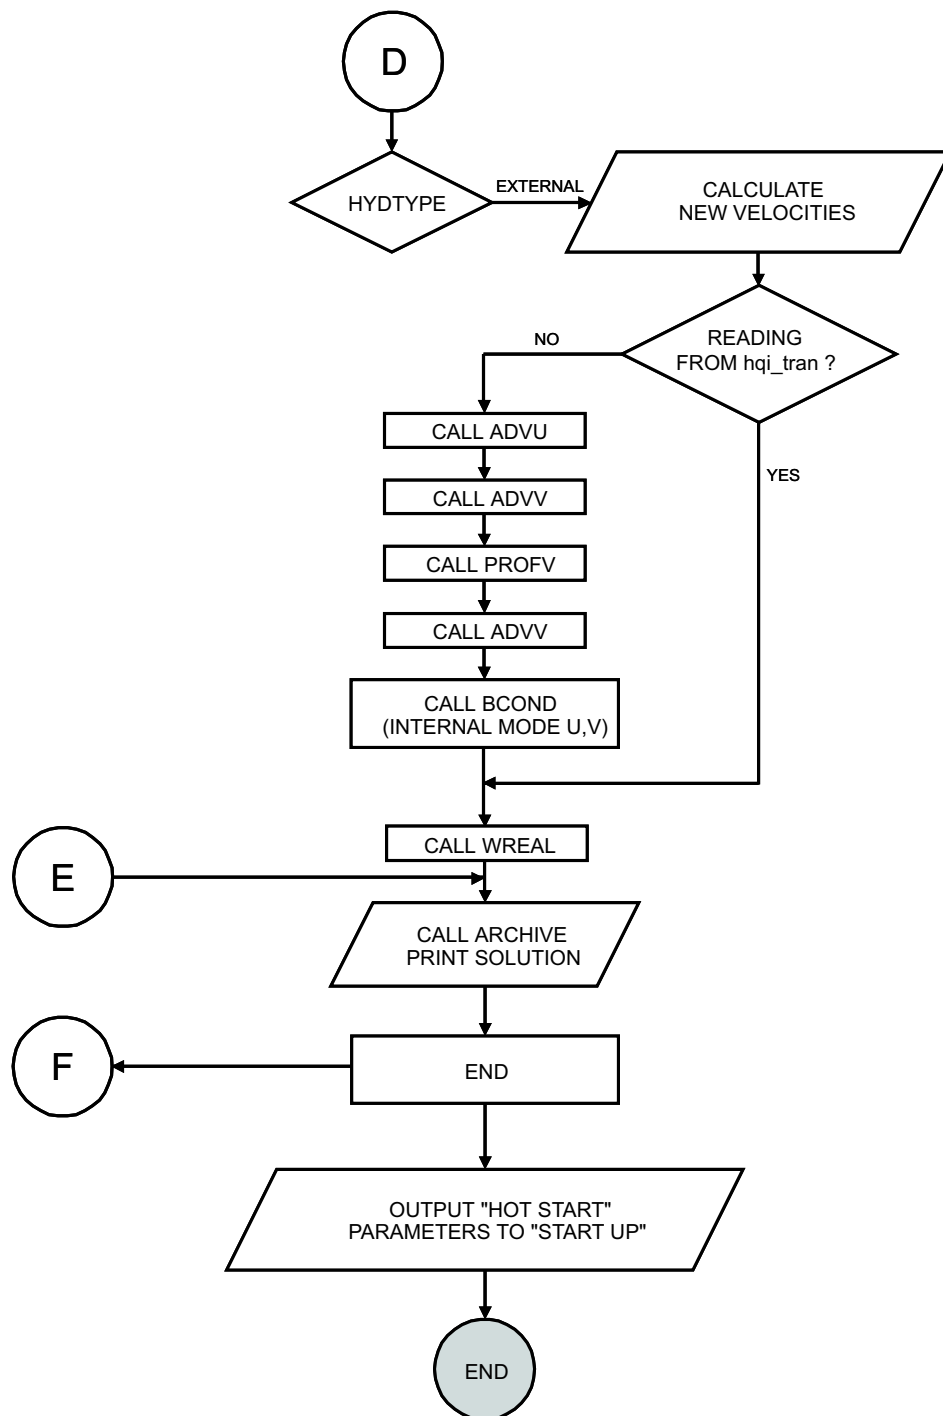 D
HYDTYPE
EXTERNAL
CALCULATE
NEW VELOCITIES
READING
FROM hqi_tran ?
NO
YES
CALL ADVU
CALL ADVV
CALL PROFV
CALL ADVV
CALL BCOND
(INTERNAL MODE U,V)
CALL WREAL
E
CALL ARCHIVE
PRINT SOLUTION
F
END
OUTPUT "HOT START"
PARAMETERS TO "START UP"
END